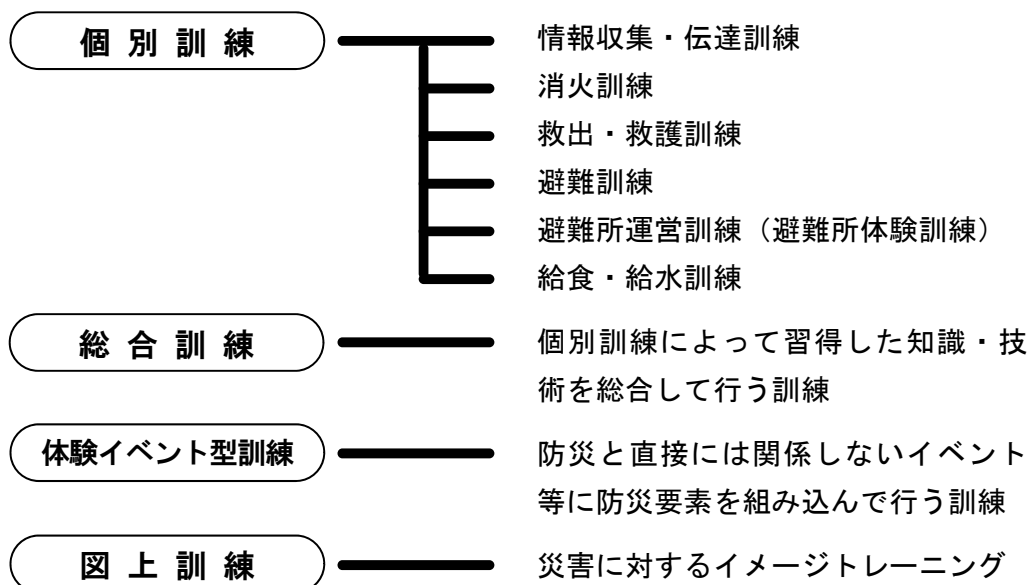 個別訓練
情報収集・伝達訓練
消火訓練
救出・救護訓練
避難訓練
避難所運営訓練（避難所体験訓練）
給食・給水訓練
総合訓練
個別訓練によって習得した知識・技
術を総合して行う訓練
体験イベント型訓練
防災と直接には関係しないイベント
等に防災要素を組み込んで行う訓練
図上訓練
災害に対するイメージトレーニング